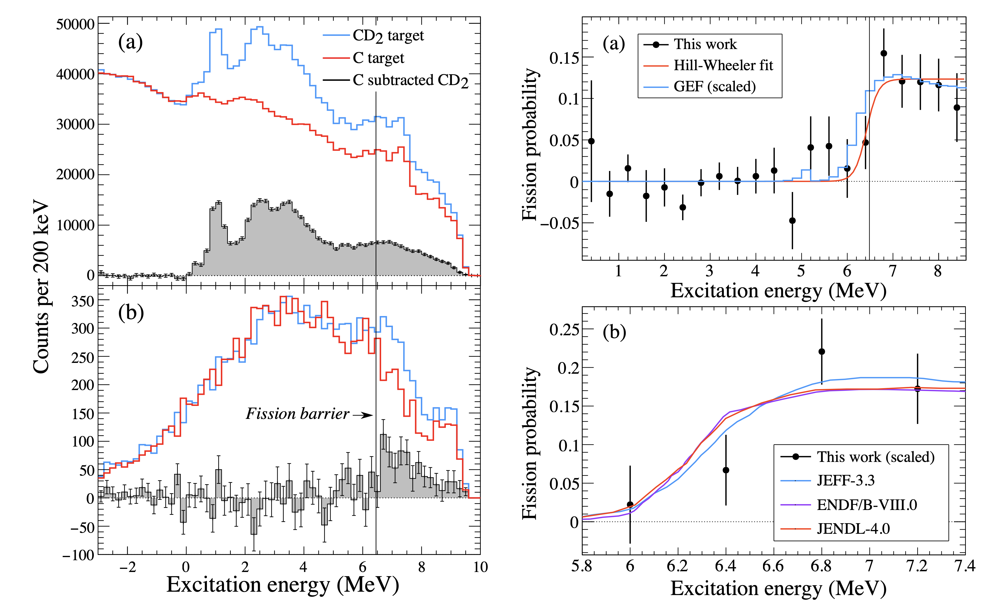 Counts per 200 keV
50000
40000
30000
20000
10000
0
(a)
CD2 target
C target
C subtracted CD2
350
300
250
200
150
100
50
0
−50
−100
(b)
Fission barrier
−2
0
2
4
6
8
10
Excitation energy (MeV)
Fission probability
0.15
0.1
0.05
0
−0.05
(a)
This work
Hill-Wheeler fit
GEF (scaled)
1
2
3
4
5
6
7
8
Excitation energy (MeV)
Fission probability
0.25
0.2
0.15
0.1
0.05
0
(b)
This work (scaled)
JEFF-3.3
ENDF/B-VIII.0
JENDL-4.0
5.8
6
6.2
6.4
6.6
6.8
7
7.2
7.4
Excitation energy (MeV)